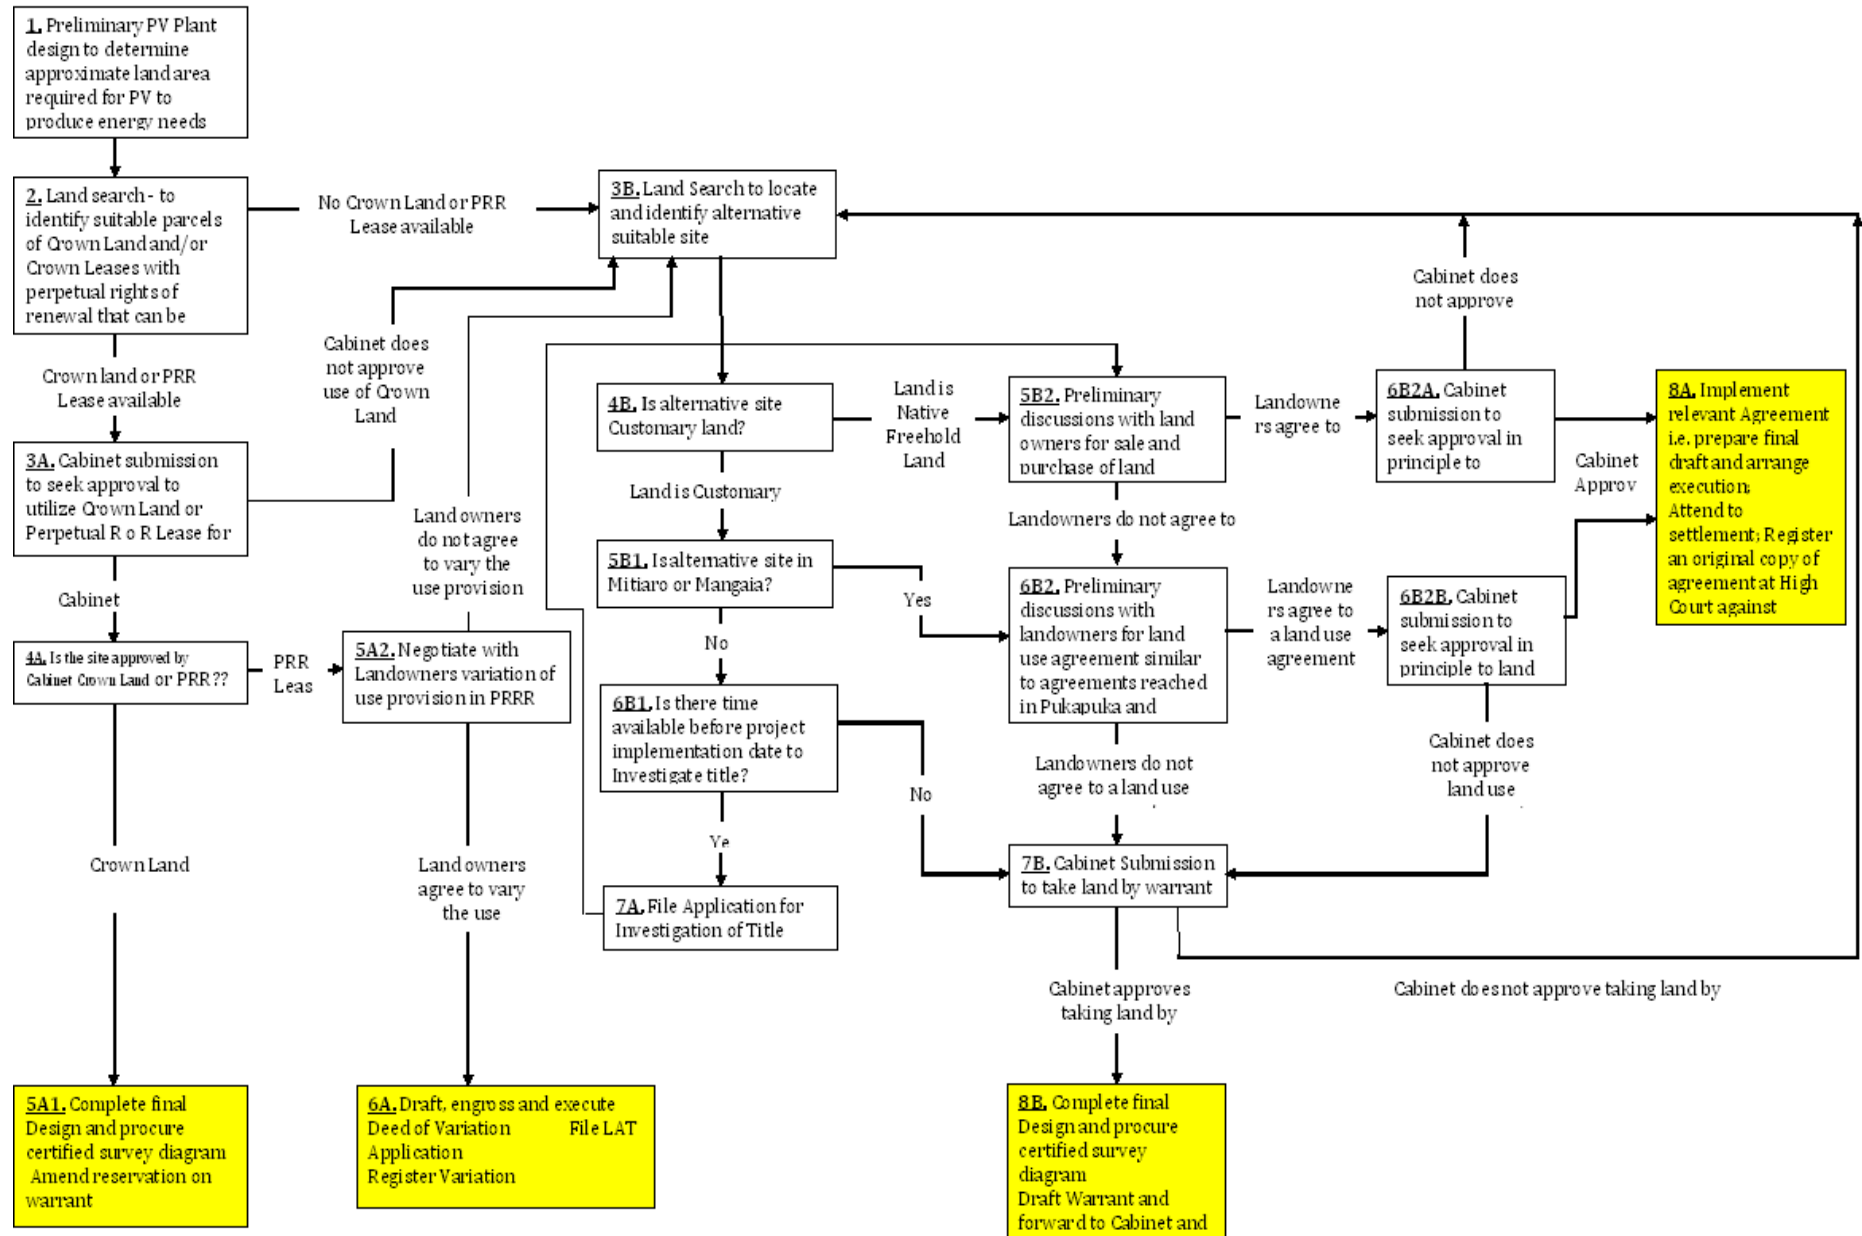 1. Preliminary PV Plant
design to determine
approximate land area
required for PV to
produce energy needs
2. Land search - to
identify suitable parcels
of Crown Land and/or
Crown Leases with
perpetual rights of
renewal that can be
No Crown Land or PRR
Lease available
3B. Land Search to locate
and identify alternative
suitable site
Crown land or PRR
Lease available
Cabinet does
not approve
use of Crown
Land
Cabinet does
not approve
3A. Cabinet submission
to seek approval to
utilize Crown Land or
Perpetual R o R Lease for
4B. Is alternative site
Customary land?
Land is
Native
Freehold
Land
5B2. Preliminary
discussions with land
owners for sale and
purchase of land
Landowne
rs agree to
6B2A. Cabinet
submission to
seek approval in
principle to
8A. Implement
relevant Agreement
i.e. prepare final
draft and arrange
execution;
Attend to
settlement; Register
an original copy of
agreement at High
Court against
Cabinet
Approv
Land is Customary
Landowners do not agree to
Land owners
do not agree
to vary the
use provision
5B1. Is alternative site in
Mitiaro or Mangaia?
Yes
No
6B2. Preliminary
discussions with
landowners for land
use agreement similar
to agreements reached
in Pukapuka and
Landowne
rs agree to
a land use
agreement
6B2B. Cabinet
submission to
seek approval in
principle to land
Cabinet
4A. Is the site approved by
Cabinet Crown Land or PRR??
PRR
Leas
5A2. Negotiate with
Landowners variation of
use provision in PRRR
6B1. Is there time
available before project
implementation date to
Investigate title?
No
Ye
Landowners do not
agree to a land use
Cabinet does
not approve
land use
Crown Land
Land owners
agree to vary
the use
7A. File Application for
Investigation of Title
7B. Cabinet Submission
to take land by warrant
Cabinet approves
taking land by
Cabinet does not approve taking land by
5A1. Complete final
Design and procure
certified survey diagram
Amend reservation on
warrant
6A. Draft, engross and execute
Deed of Variation File LAT
Application
Register Variation
8B. Complete final
Design and procure
certified survey
diagram
Draft Warrant and
forward to Cabinet and